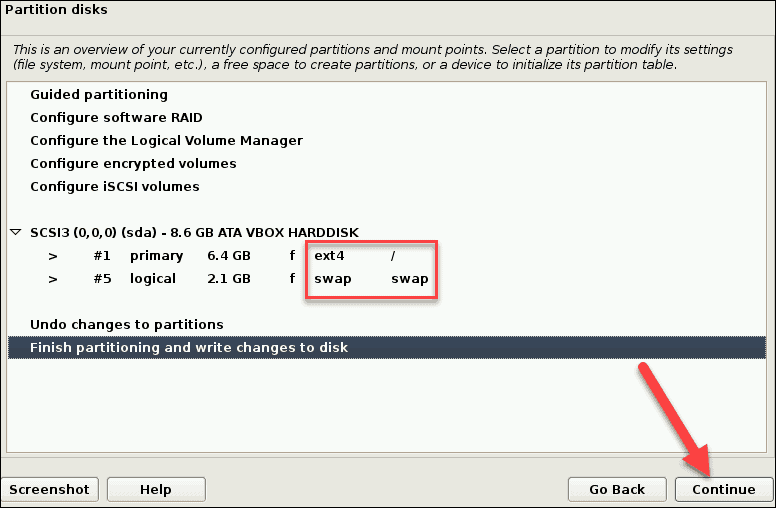 Partition disks
This is an overview of your currently configured partitions and mount points. Select a partition to modify its settings
(file system, mount point, etc.), a free space to create partitions, or a device to initialize its partition table.
Guided partitioning
Configure software RAID
Configure the Logical Volume Manager
Configure encrypted volumes
Configure iSCSI volumes
SCSI3 (0,0,0) (sda) - 8.6 GB ATA VBOX HARDDISK
> #1 primary 6.4 GB f ext4 /
> #5 logical 2.1 GB f swap swap
Undo changes to partitions
Finish partitioning and write changes to disk
Screenshot Help Go Back Continue